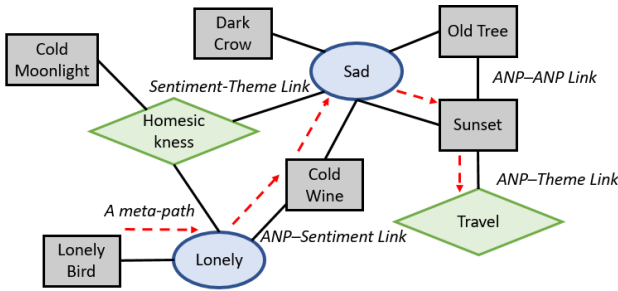 Dark
Crow
Old Tree
Cold
Moonlight
Sad
Sentiment-Theme Link
ANP–ANP Link
Homesic
kness
Sunset
Cold
Wine
ANP–Theme Link
A meta-path
Travel
ANP–Sentiment Link
Lonely
Bird
Lonely